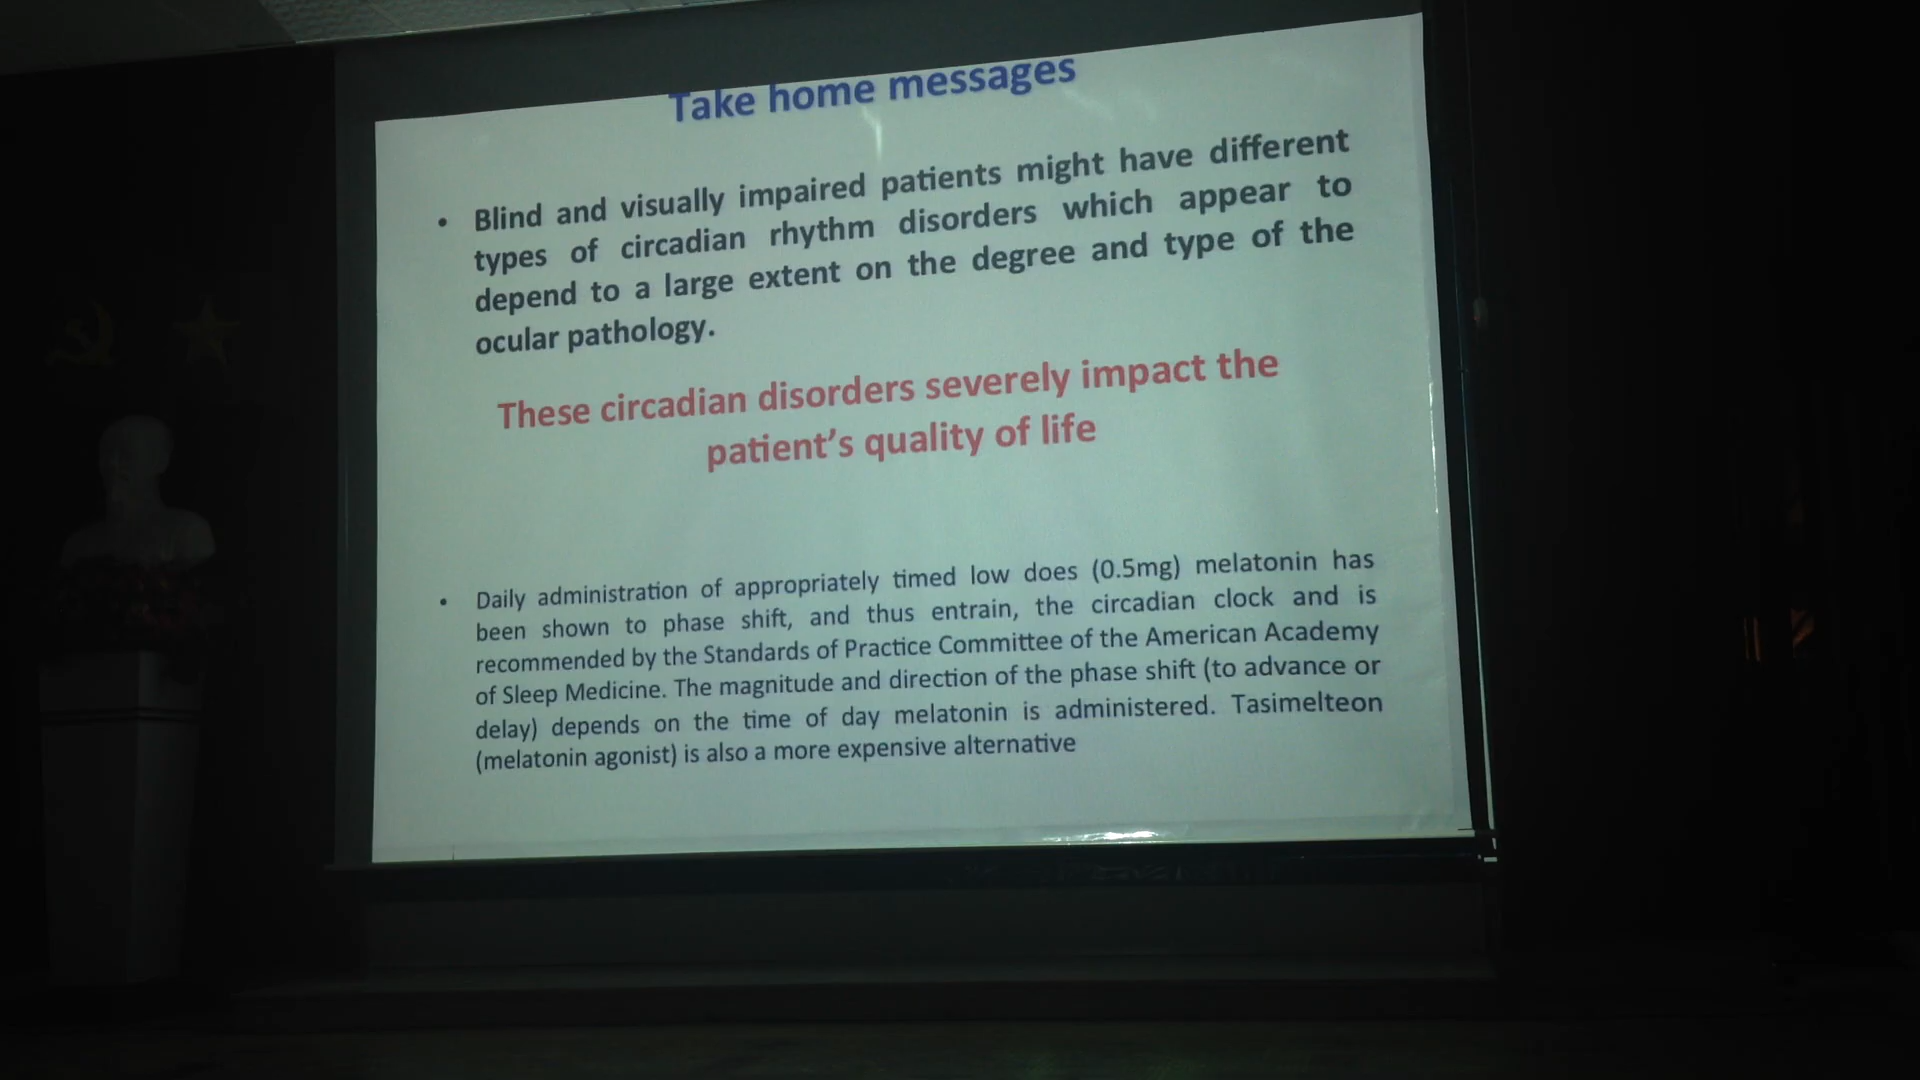 Take home messages
• Blind and visually impaired patients might have different
types of circadian rhythm disorders which appear to
depend to a large extent on the degree and type of the
ocular pathology.
These circadian disorders severely impact the
patient's quality of life
• Daily administration of appropriately timed low does (0.5mg) melatonin has
been shown to phase shift, and thus entrain, the circadian clock and is
recommended by the Standards of Practice Committee of the American Academy
of Sleep Medicine. The magnitude and direction of the phase shift (to advance or
delay) depends on the time of day melatonin is administered. Tasimelteon
(melatonin agonist) is also a more expensive alternative